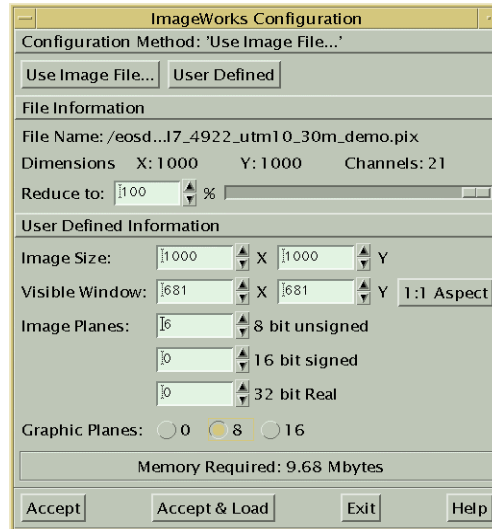 ImageWorks Configuration
Configuration Method: 'Use Image File...'
Use Image File... User Defined
File Information
File Name: /eosd...l7_4922_utm10_30m_demo.pix
Dimensions X: 1000 Y: 1000 Channels: 21
Reduce to: 100 %
User Defined Information
Image Size: 1000 X 1000 Y
Visible Window: 681 X 681 Y 1:1 Aspect
Image Planes: 6 8 bit unsigned
0 16 bit signed
0 32 bit Real
Graphic Planes: 0 8 16
Memory Required: 9.68 Mbytes
Accept Accept & Load Exit Help